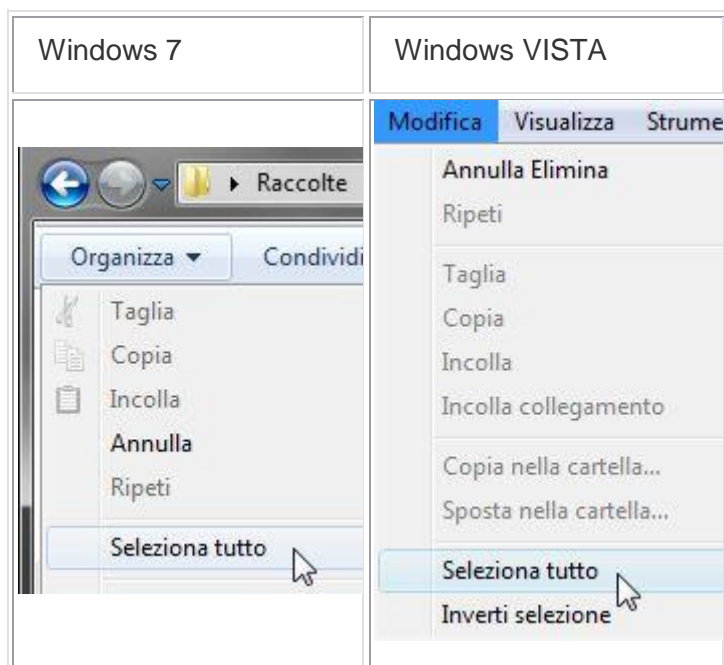 Windows 7
Windows VISTA
Raccolte
Organizza
Condividi
Taglia
Copia
Incolla
Annulla
Ripeti
Seleziona tutto
Modifica Visualizza Strume
Annulla Elimina
Ripeti
Taglia
Copia
Incolla
Incolla collegamento
Copia nella cartella...
Sposta nella cartella...
Seleziona tutto
Inverti selezione